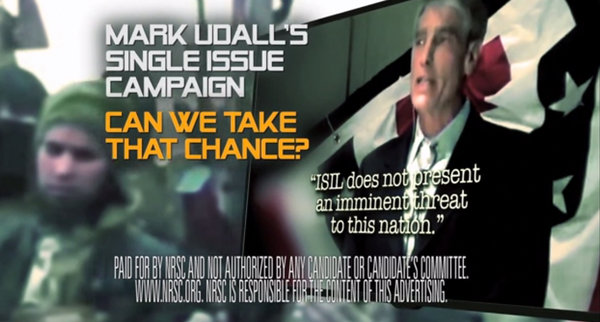 MARK UDALL'S
SINGLE ISSUE
CAMPAIGN
CAN WE TAKE
THAT CHANCE?
"ISIL does not present
an imminent threat
to this nation."
PAID FOR BY NRSC AND NOT AUTHORIZED BY ANY CANDIDATE OR CANDIDATE'S COMMITTEE.
WWW.NRSC.ORG. NRSC IS RESPONSIBLE FOR THE CONTENT OF THIS ADVERTISING.